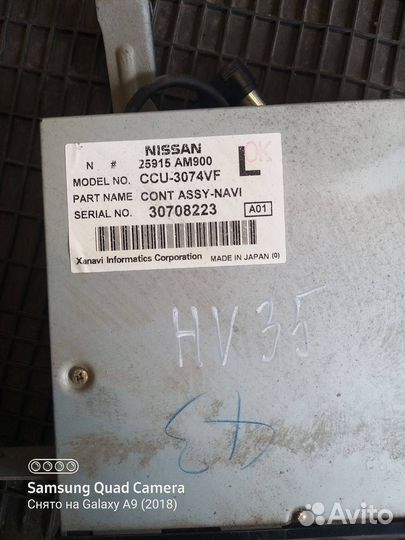 NISSAN
N # 25915 AM900
L OK
MODEL NO. CCU-3074VF
PART NAME CONT ASSY-NAVI
SERIAL NO. 30708223 A01
Xanavi Informatics Corporation MADE IN JAPAN (0)
HV35
43
Samsung Quad Camera
Снято на Galaxy A9 (2018)
Avito